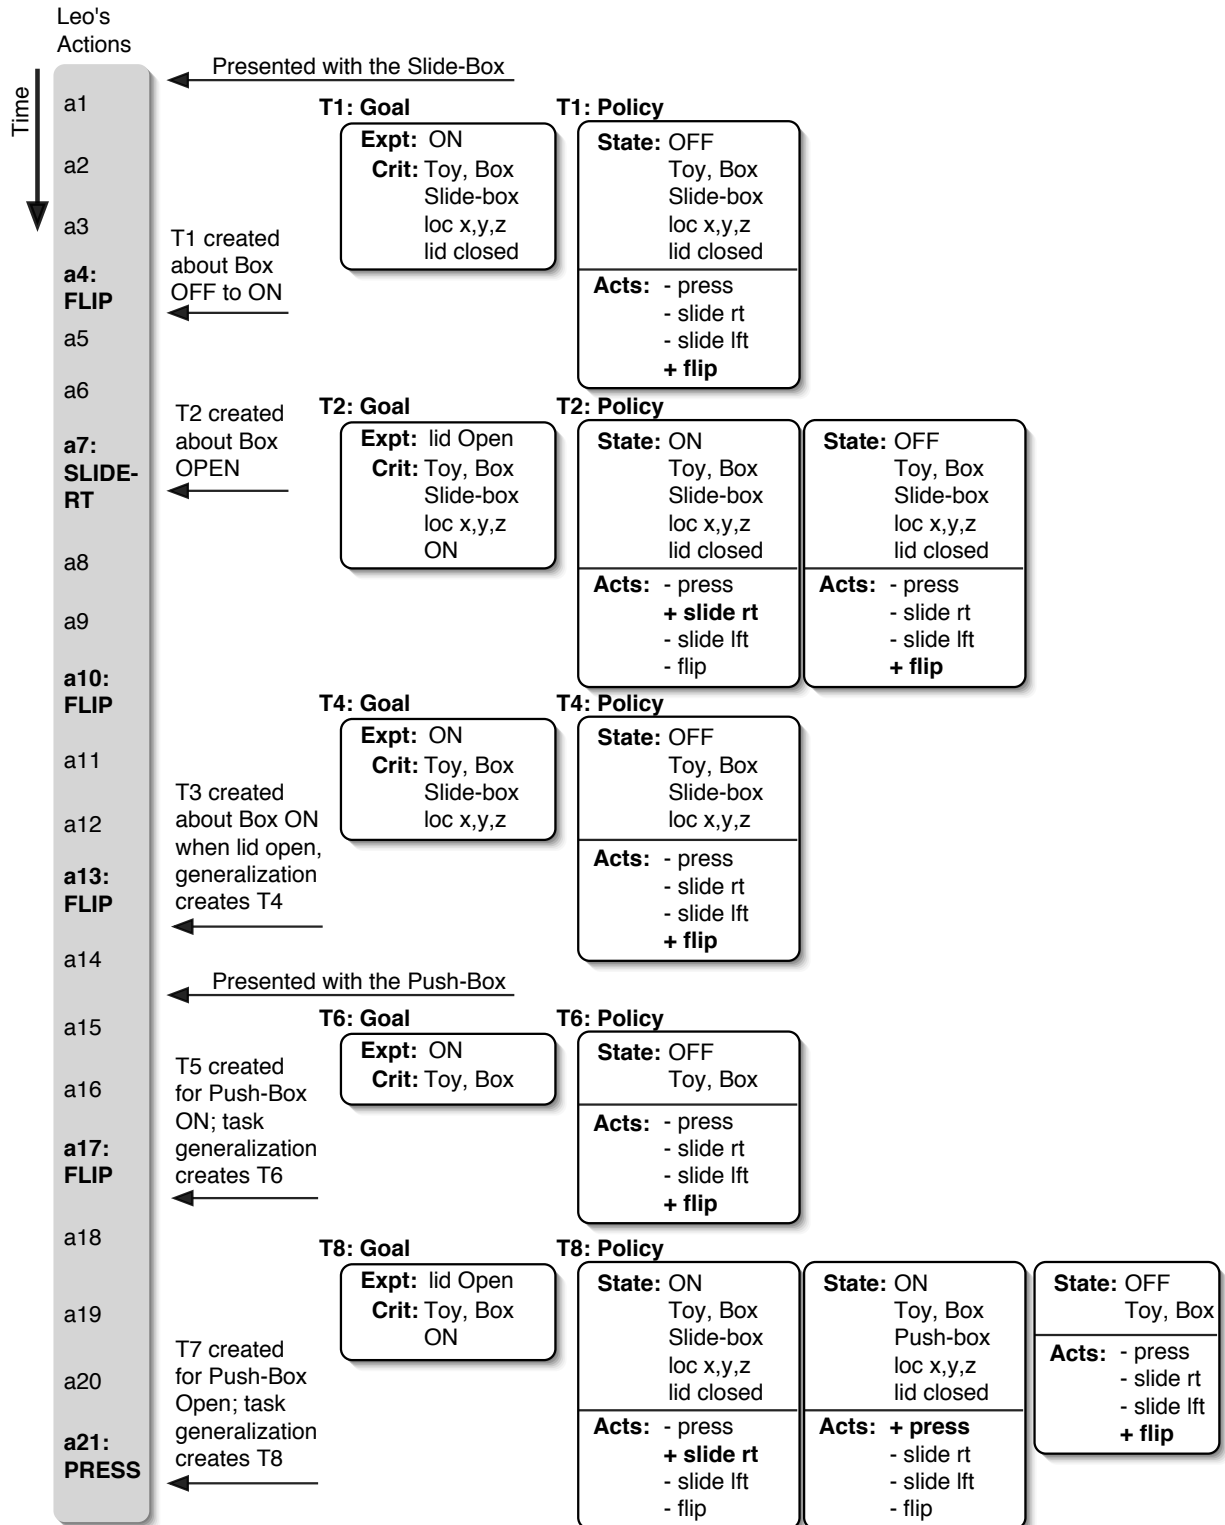 Leo's
Actions
Time
Presented with the Slide-Box
a1
a2
a3
a4:
FLIP
T1 created
about Box
OFF to ON
T1: Goal
Expt: ON
Crit: Toy, Box
Slide-box
loc x,y,z
lid closed
T1: Policy
State: OFF
Toy, Box
Slide-box
loc x,y,z
lid closed
Acts: - press
- slide rt
- slide lft
+ flip
a5
a6
a7:
SLIDE-
RT
T2 created
about Box
OPEN
T2: Goal
Expt: lid Open
Crit: Toy, Box
Slide-box
loc x,y,z
ON
T2: Policy
State: ON
Toy, Box
Slide-box
loc x,y,z
lid closed
Acts: - press
+ slide rt
- slide lft
- flip
State: OFF
Toy, Box
Slide-box
loc x,y,z
lid closed
Acts: - press
- slide rt
- slide lft
+ flip
a8
a9
a10:
FLIP
a11
a12
a13:
FLIP
T3 created
about Box ON
when lid open,
generalization
creates T4
T4: Goal
Expt: ON
Crit: Toy, Box
Slide-box
loc x,y,z
T4: Policy
State: OFF
Toy, Box
Slide-box
loc x,y,z
Acts: - press
- slide rt
- slide lft
+ flip
a14
Presented with the Push-Box
a15
a16
a17:
FLIP
T5 created
for Push-Box
ON; task
generalization
creates T6
T6: Goal
Expt: ON
Crit: Toy, Box
T6: Policy
State: OFF
Toy, Box
Acts: - press
- slide rt
- slide lft
+ flip
a18
a19
a20
a21:
PRESS
T7 created
for Push-Box
Open; task
generalization
creates T8
T8: Goal
Expt: lid Open
Crit: Toy, Box
ON
T8: Policy
State: ON
Toy, Box
Slide-box
loc x,y,z
lid closed
Acts: - press
+ slide rt
- slide lft
- flip
State: ON
Toy, Box
Push-box
loc x,y,z
lid closed
Acts: + press
- slide rt
- slide lft
- flip
State: OFF
Toy, Box
Acts: - press
- slide rt
- slide lft
+ flip